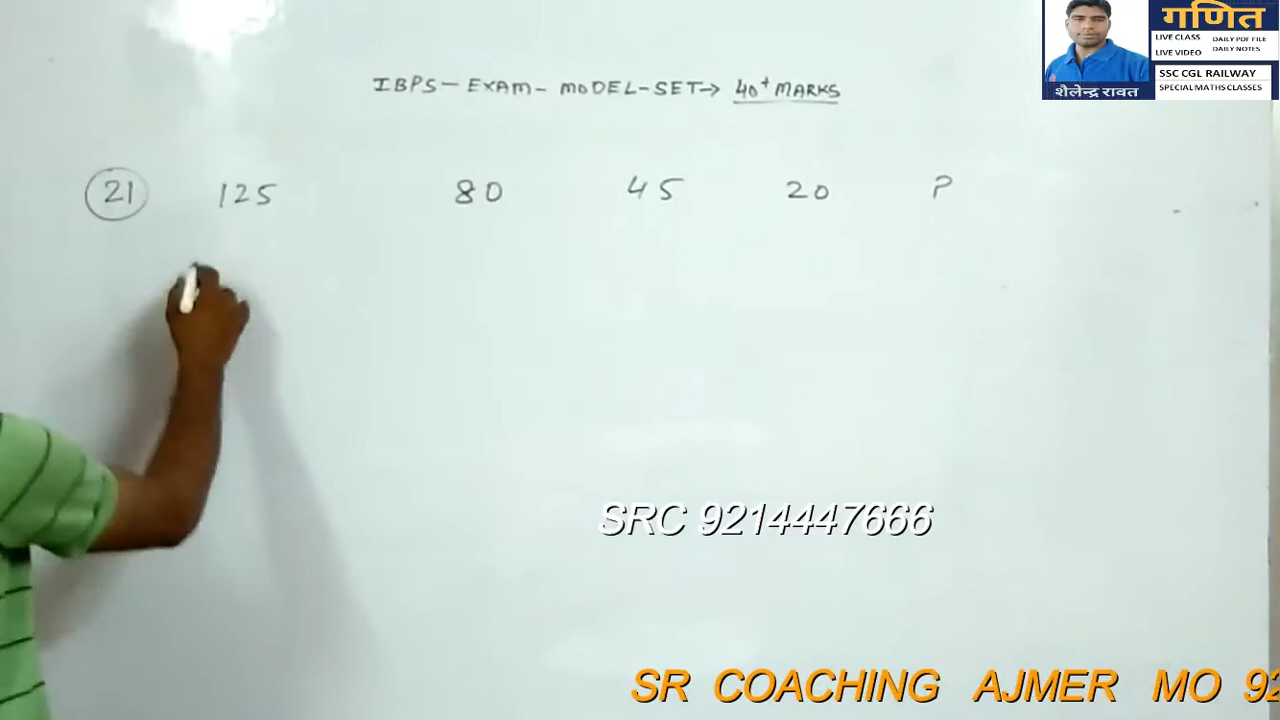 गणित
LIVE CLASS DAILY PDF FILE
LIVE VIDEO DAILY NOTES
SSC CGL RAILWAY
SPECIAL MATHS CLASSES
शैलेन्द्र रावत
IBPS - EXAM - MODEL - SET → 40+ MARKS
21 125 80 45 20 ?
SRC 9214447666
SR COACHING AJMER MO 92